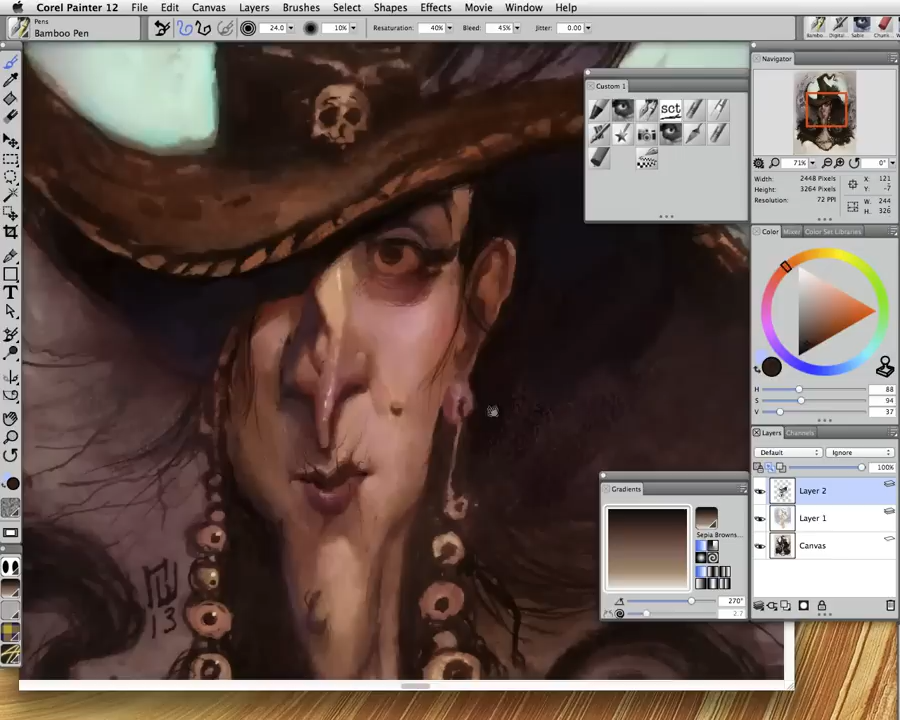 Corel Painter 12 File Edit Canvas Layers Brushes Select Shapes Effects Movie Window Help
Pens
Bamboo Pen
24.0 10% Resaturation: 40% Bleed: 45% Jitter: 0.00
Navigator
Custom 1
sct
71% 0°
Width: 2448 Pixels X: 121
Height: 3264 Pixels Y: -7
Resolution: 72 PPI W: 244
H: 326
Color Mixer Color Set Libraries
H 88
S 94
V 37
Layers Channels
Default Ignore
100%
Layer 2
Layer 1
Canvas
Gradients
Sepia Browns...
270°
2.7
13